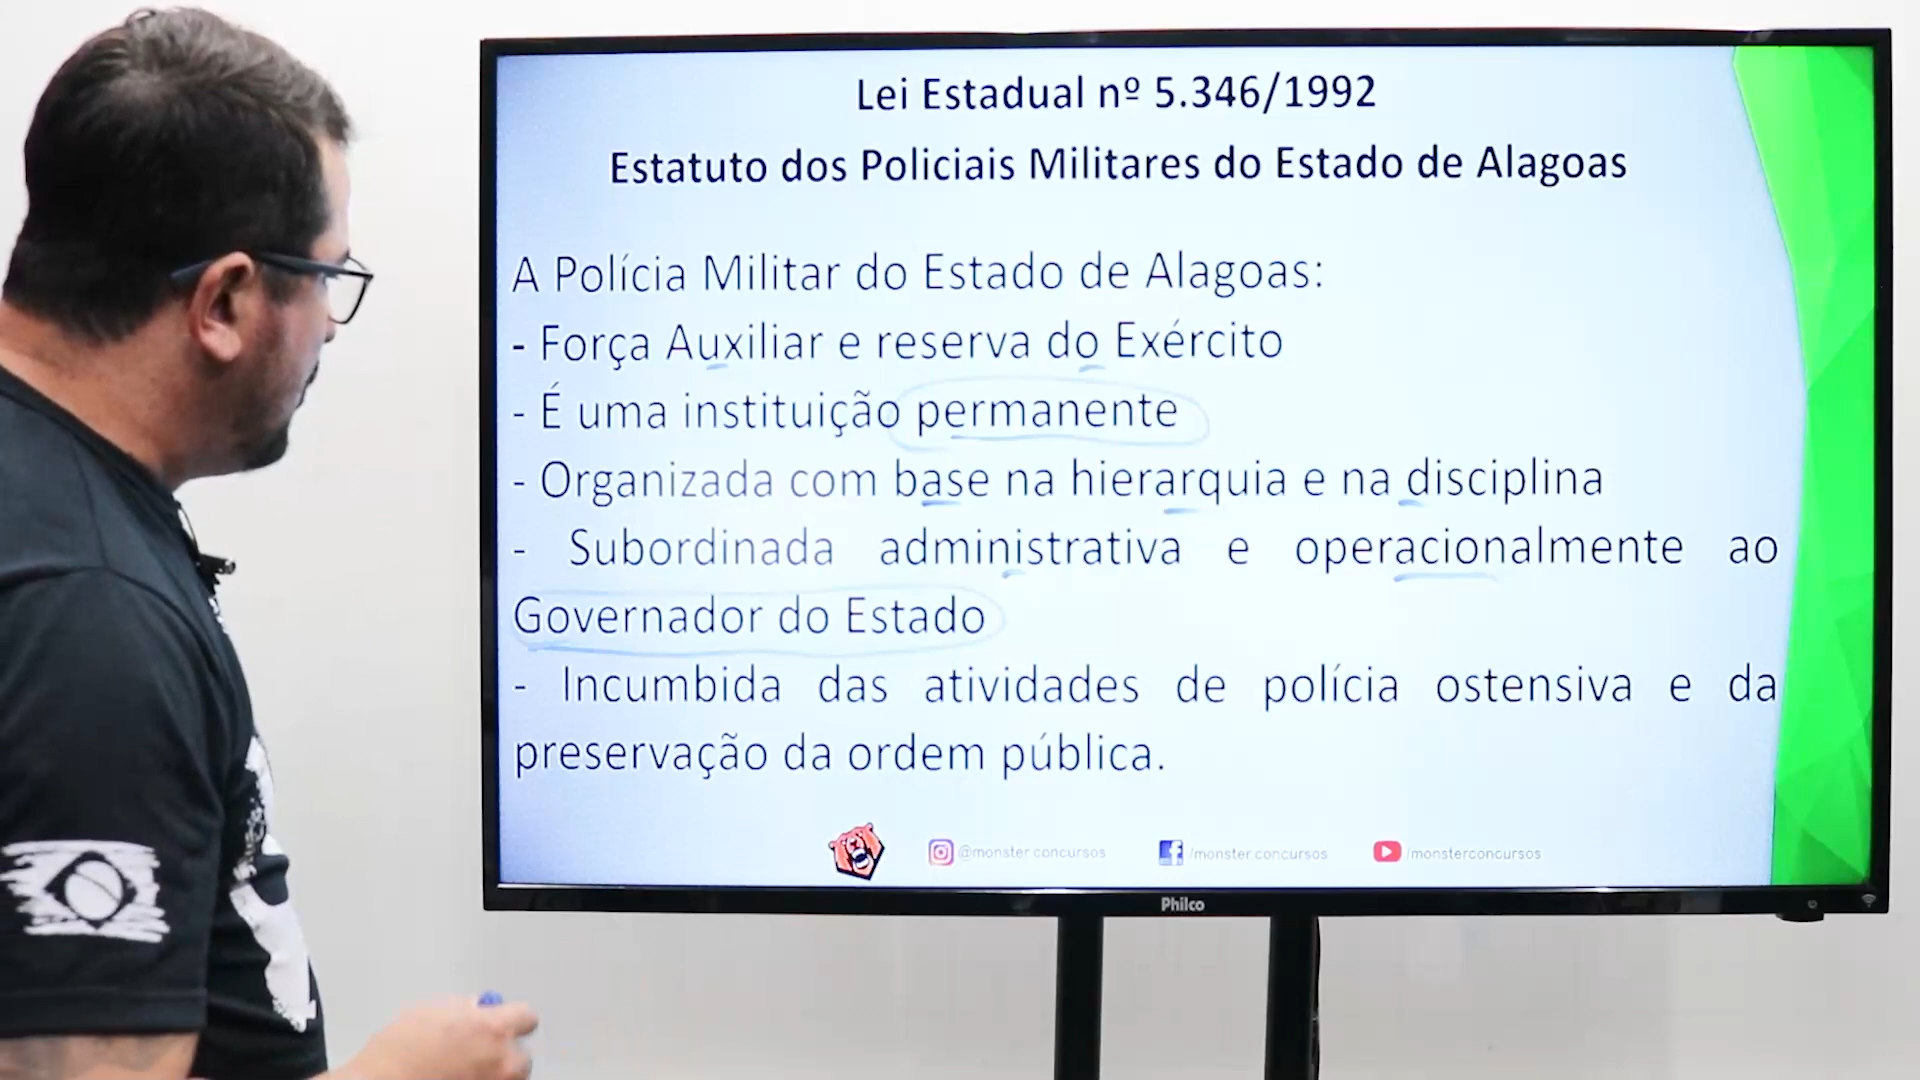 Lei Estadual nº 5.346/1992
Estatuto dos Policiais Militares do Estado de Alagoas
A Polícia Militar do Estado de Alagoas:
- Força Auxiliar e reserva do Exército
- É uma instituição permanente
- Organizada com base na hierarquia e na disciplina
- Subordinada administrativa e operacionalmente ao
Governador do Estado
- Incumbida das atividades de polícia ostensiva e da
preservação da ordem pública.
@monster.concursos /monster.concursos /monsterconcursos
Philco